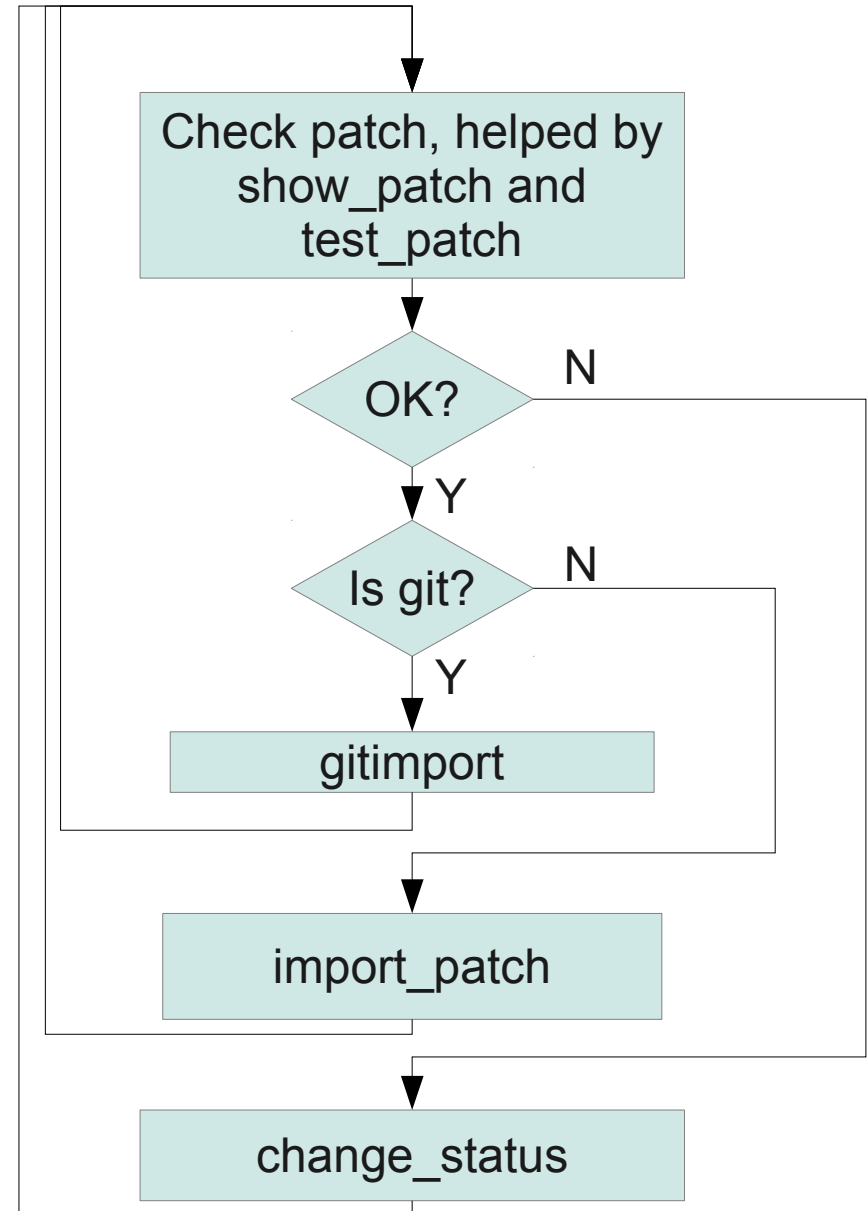 Check patch, helped by
show_patch and
test_patch
OK?
N
Y
Is git?
N
Y
gitimport
import_patch
change_status